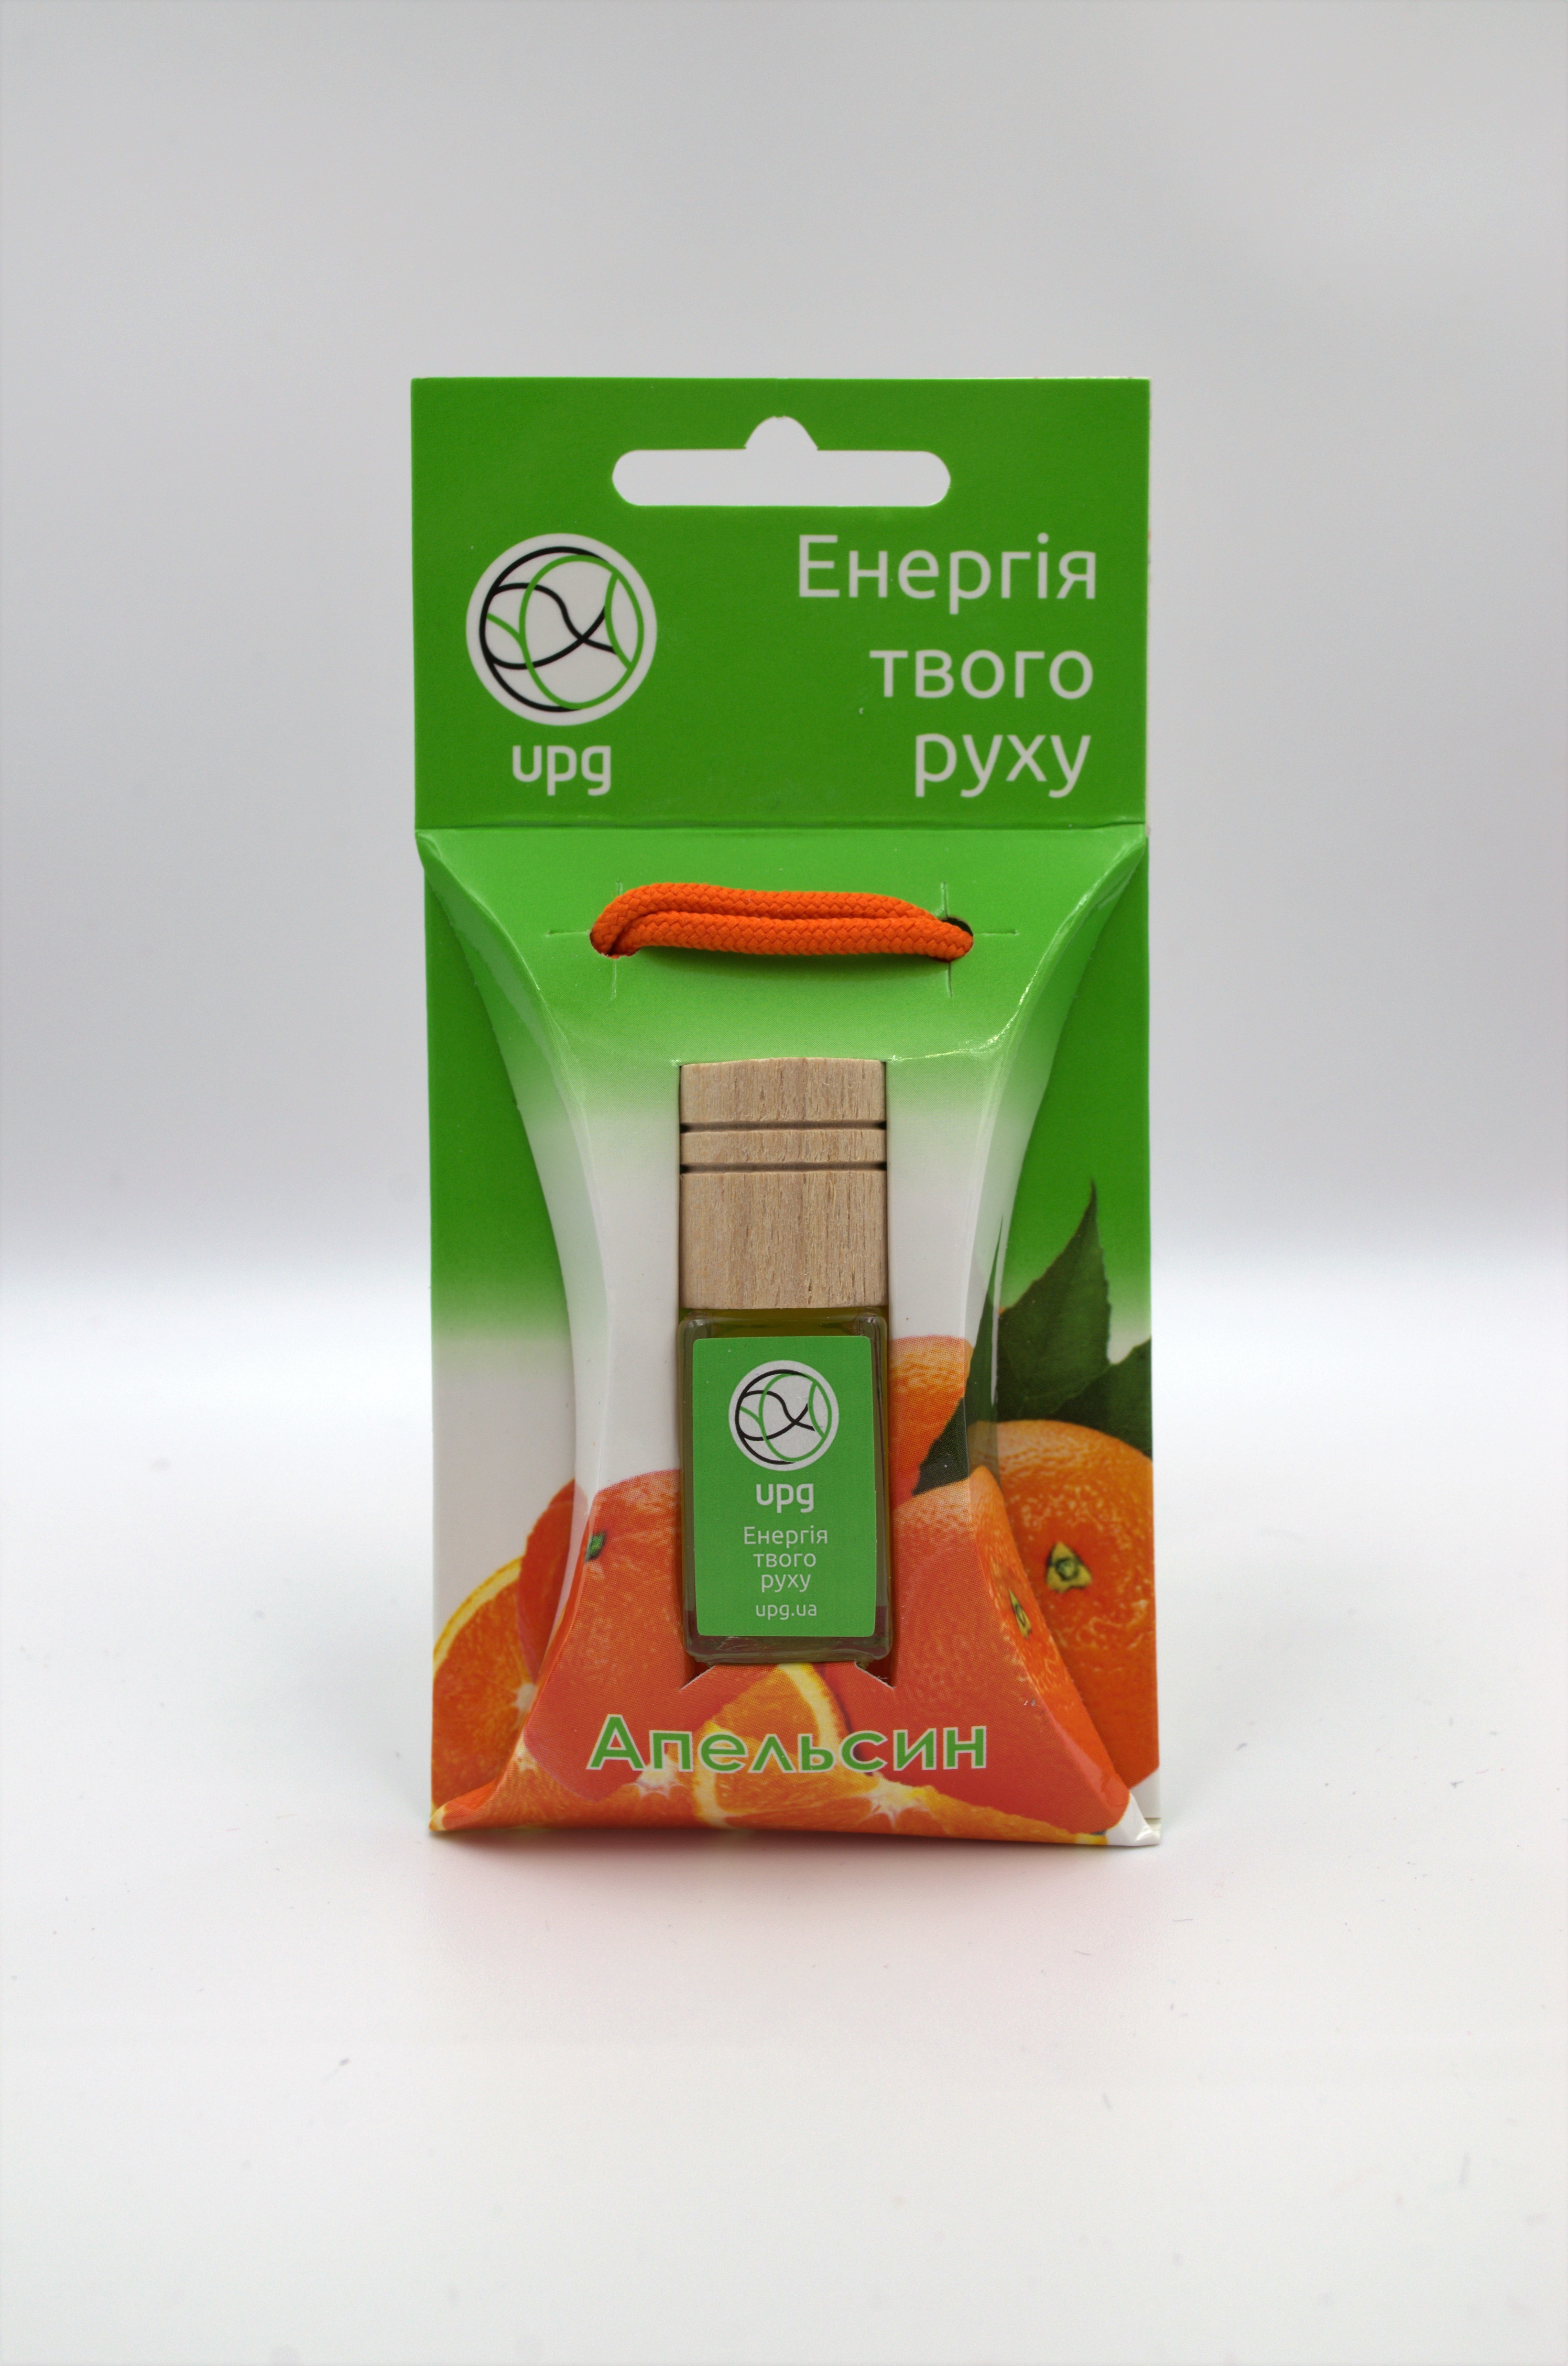 Енергія
твого
руху
upg
upg
Енергія
твого
руху
upg.ua
Апельсин